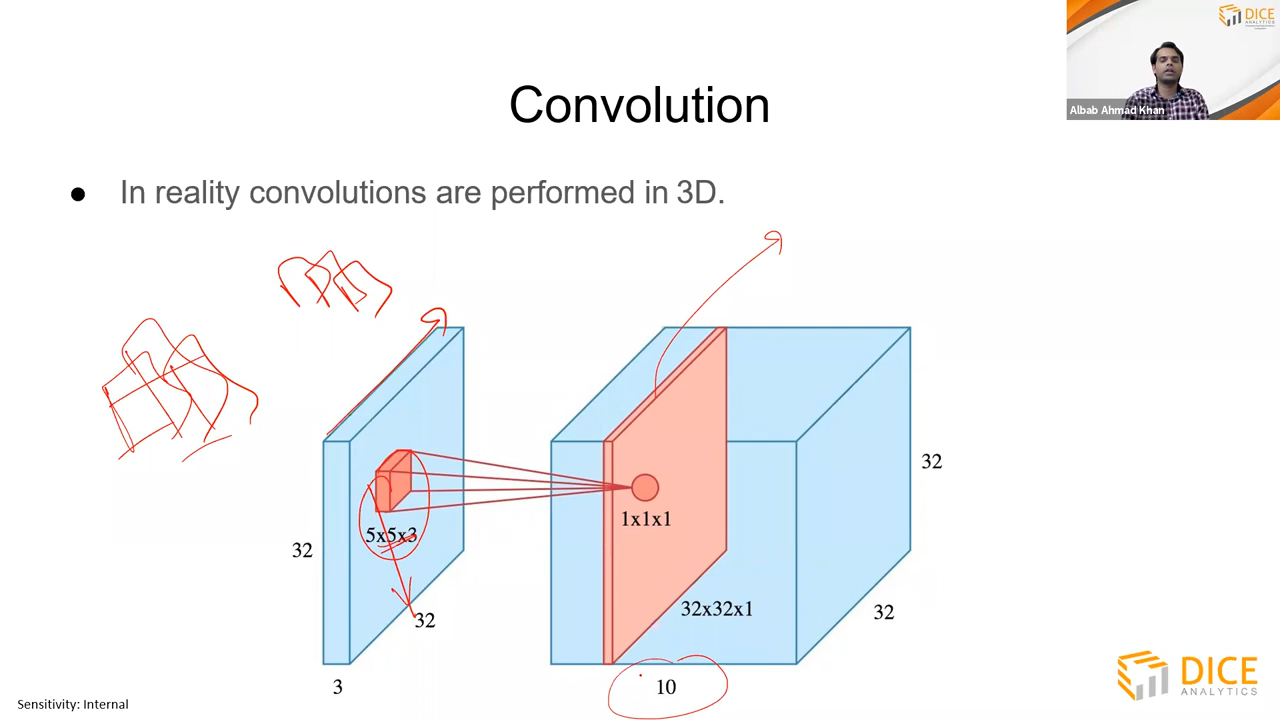 DICE
ANALYTICS
Albab Ahmad Khan
Convolution
● In reality convolutions are performed in 3D.
32
5x5x3
1x1x1
32
32
32x32x1
32
3
10
Sensitivity: Internal
DICE
ANALYTICS